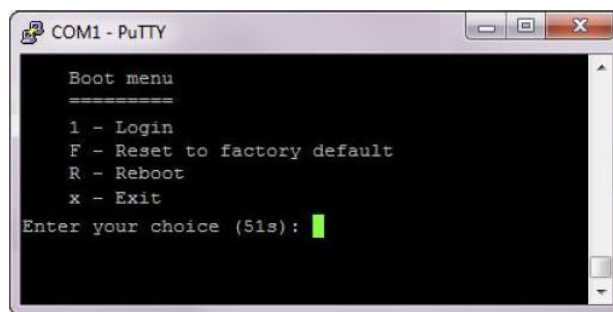 COM1 - PuTTY
Boot menu
=========
1 - Login
F - Reset to factory default
R - Reboot
x - Exit
Enter your choice (51s):